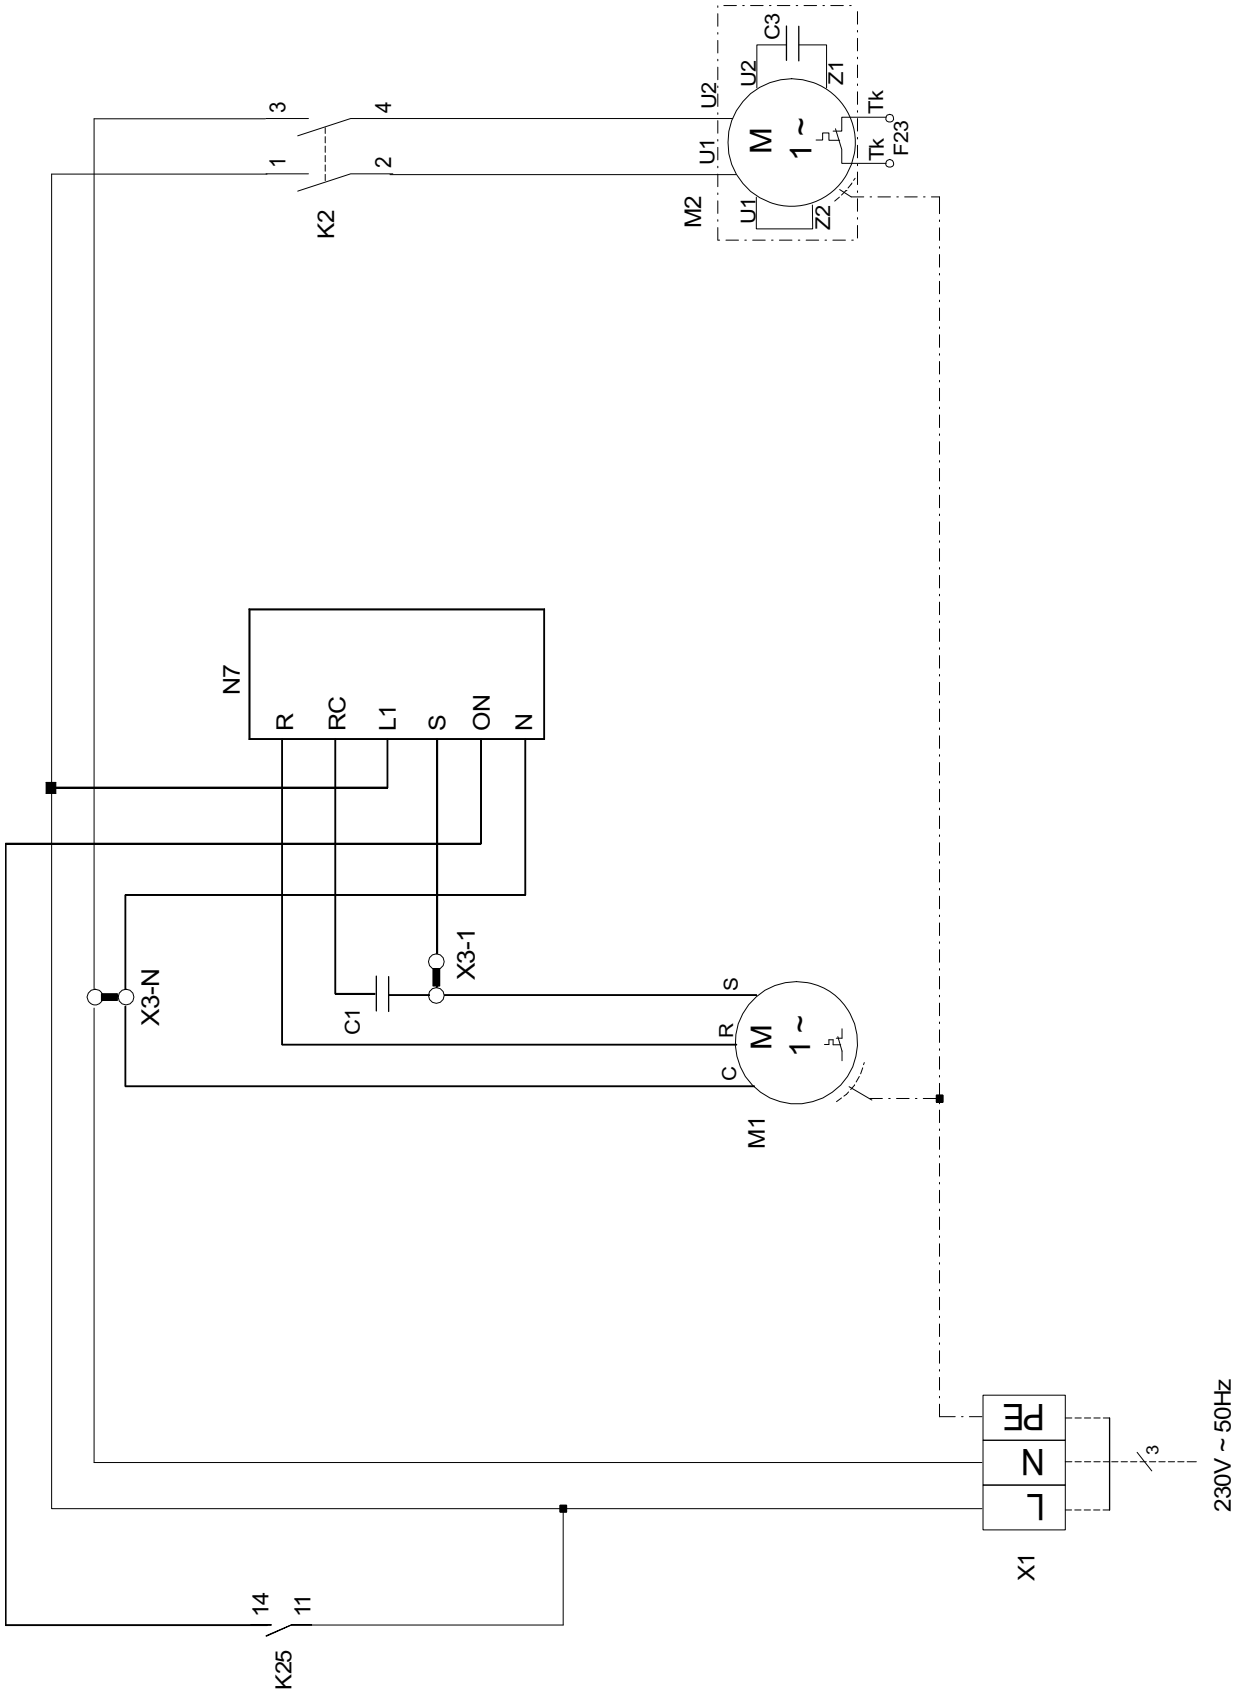 K25
14
11
X1
L
N
PE
230V ~ 50Hz
3
X3-N
C1
X3-1
M1
C
R
S
M
1 ~
N7
R
RC
L1
S
ON
N
K2
1
2
3
4
M2
U1
U2
U1
Z2
U2
Z1
C3
M
1 ~
Tk
Tk
F23